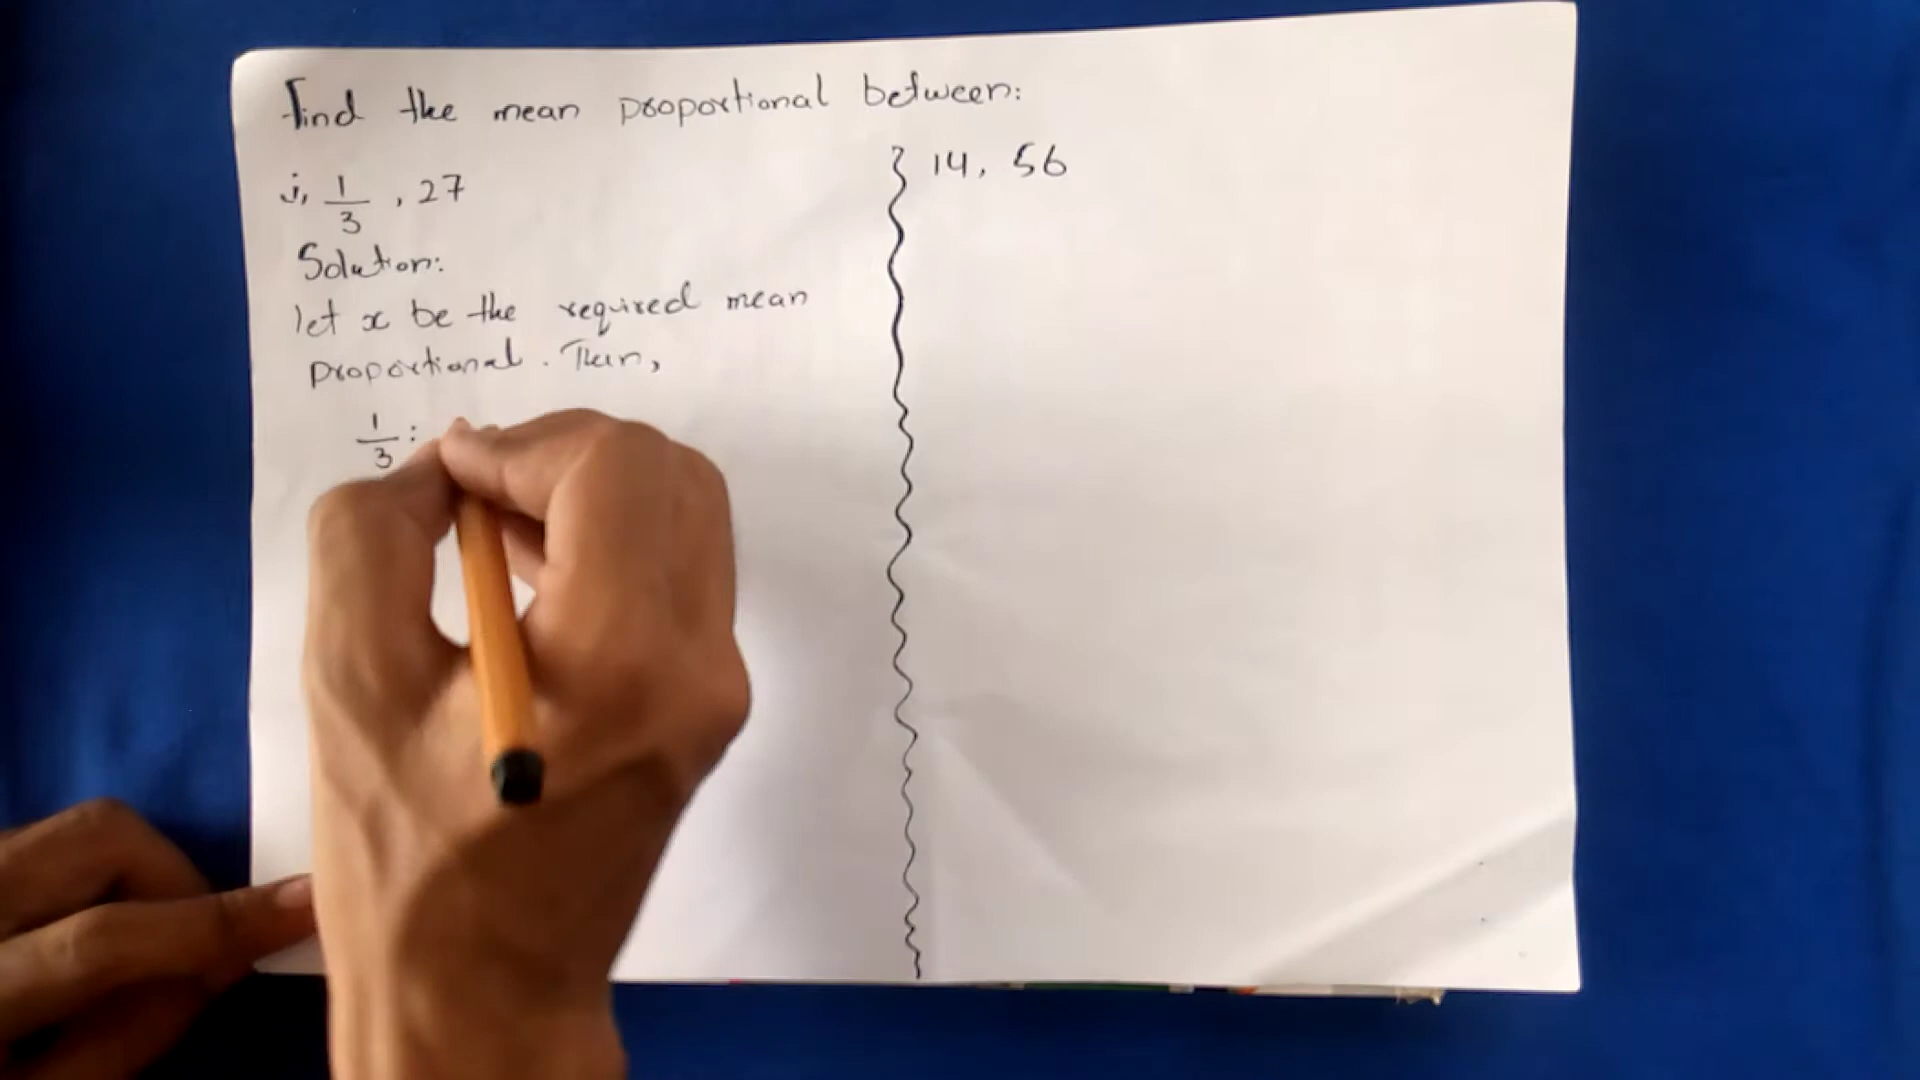 Find the mean proportional between:
i, 1/3 , 27
Solution:
let x be the required mean
proportional. Then,
1/3 :
14, 56